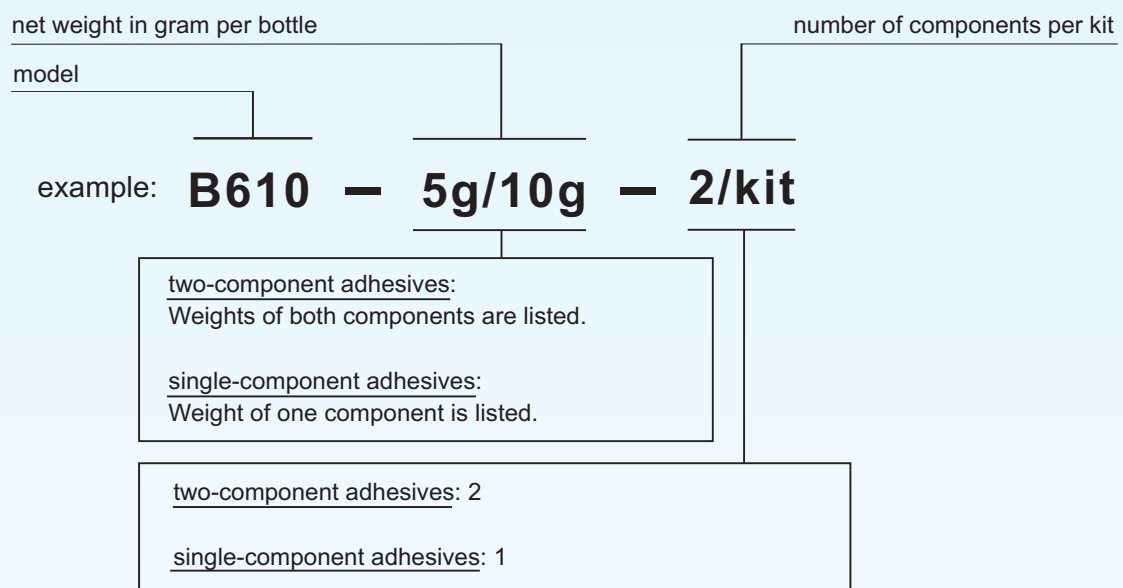 net weight in gram per bottle
number of components per kit
model
example: B610 – 5g/10g – 2/kit
two-component adhesives:
Weights of both components are listed.
single-component adhesives:
Weight of one component is listed.
two-component adhesives: 2
single-component adhesives: 1